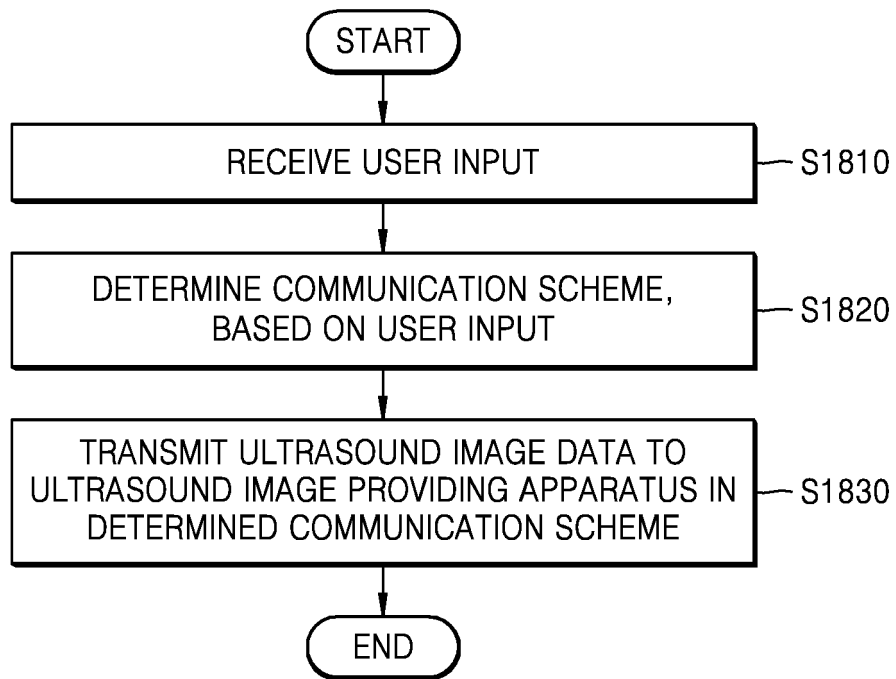 START
RECEIVE USER INPUT
S1810
DETERMINE COMMUNICATION SCHEME,
BASED ON USER INPUT
S1820
TRANSMIT ULTRASOUND IMAGE DATA TO
ULTRASOUND IMAGE PROVIDING APPARATUS IN
DETERMINED COMMUNICATION SCHEME
S1830
END